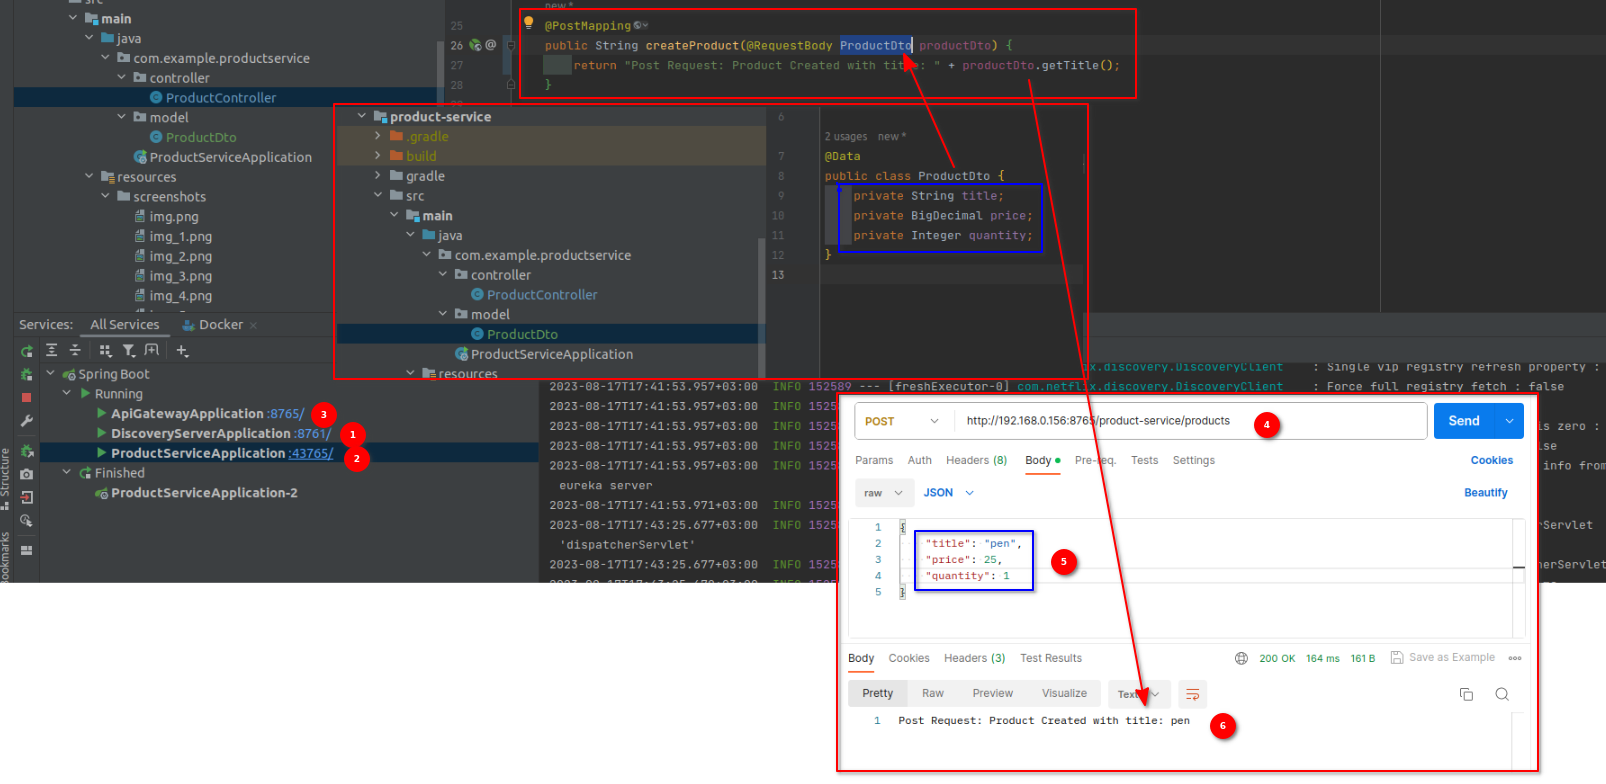 src
main
java
com.example.productservice
controller
ProductController
model
ProductDto
ProductServiceApplication
resources
screenshots
img.png
img_1.png
img_2.png
img_3.png
img_4.png
new *
25 @PostMapping
26 public String createProduct(@RequestBody ProductDto productDto) {
27 return "Post Request: Product Created with title: " + productDto.getTitle();
28 }
product-service
.gradle
build
gradle
src
main
java
com.example.productservice
controller
ProductController
model
ProductDto
ProductServiceApplication
resources
6
2 usages new *
7 @Data
8 public class ProductDto {
9 private String title;
10 private BigDecimal price;
11 private Integer quantity;
12 }
13
Services: All Services Docker
Spring Boot
Running
ApiGatewayApplication :8765/ 3
DiscoveryServerApplication :8761/ 1
ProductServiceApplication :43765/ 2
Finished
ProductServiceApplication-2
Structure
Bookmarks
ix.discovery.DiscoveryClient : Single vip registry refresh property :
2023-08-17T17:41:53.957+03:00 INFO 152589 --- [freshExecutor-0] com.netflix.discovery.DiscoveryClient : Force full registry fetch : false
2023-08-17T17:41:53.957+03:00 INFO 1525
2023-08-17T17:41:53.957+03:00 INFO 1525 is zero :
2023-08-17T17:41:53.957+03:00 INFO 1525
2023-08-17T17:41:53.957+03:00 INFO 1525 info from
eureka server
2023-08-17T17:41:53.971+03:00 INFO 1525
2023-08-17T17:43:25.677+03:00 INFO 1525 erServlet
'dispatcherServlet'
2023-08-17T17:43:25.677+03:00 INFO 1525 herServlet
POST http://192.168.0.156:8765/product-service/products 4 Send
Params Auth Headers (8) Body Pre-req. Tests Settings Cookies
raw JSON Beautify
1 {
2 "title": "pen",
3 "price": 25,
4 "quantity": 1
5 }
5
Body Cookies Headers (3) Test Results 200 OK 164 ms 161 B Save as Example
Pretty Raw Preview Visualize Text
1 Post Request: Product Created with title: pen 6